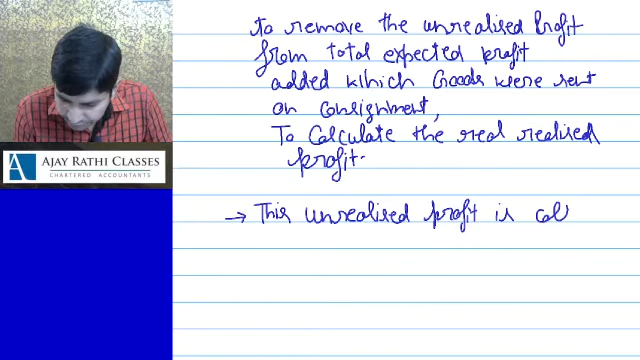 to remove the unrealised Profit
from total expected profit
added which Goods were sent
on consignment,
To Calculate the real realised
profit.
→ This unrealised profit is cal
AJAY RATHI CLASSES
CHARTERED ACCOUNTANTS